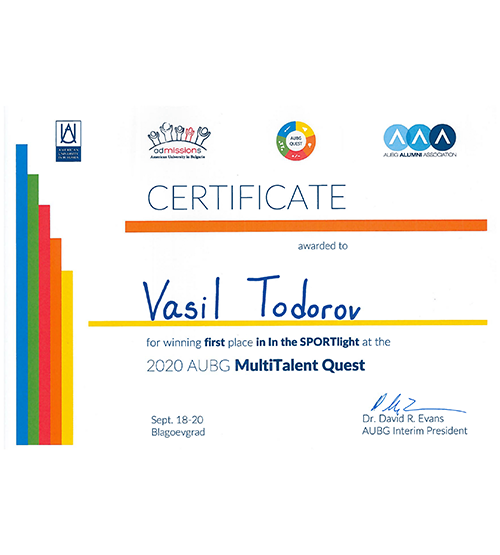 AMERICAN
UNIVERSITY
IN BULGARIA
admissions
American University in Bulgaria
AUBG
QUEST
AUBG ALUMNI ASSOCIATION
CERTIFICATE
awarded to
Vasil Todorov
for winning first place in In the SPORTlight at the
2020 AUBG MultiTalent Quest
Sept. 18-20
Blagoevgrad
Dr. David R. Evans
AUBG Interim President